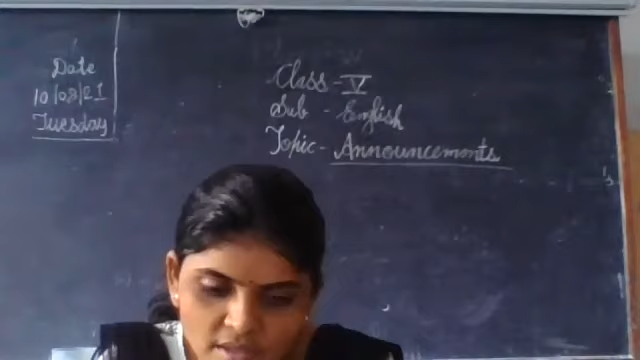 Date
10/08/21
Tuesday
Class - V
Sub - English
Topic - Announcements